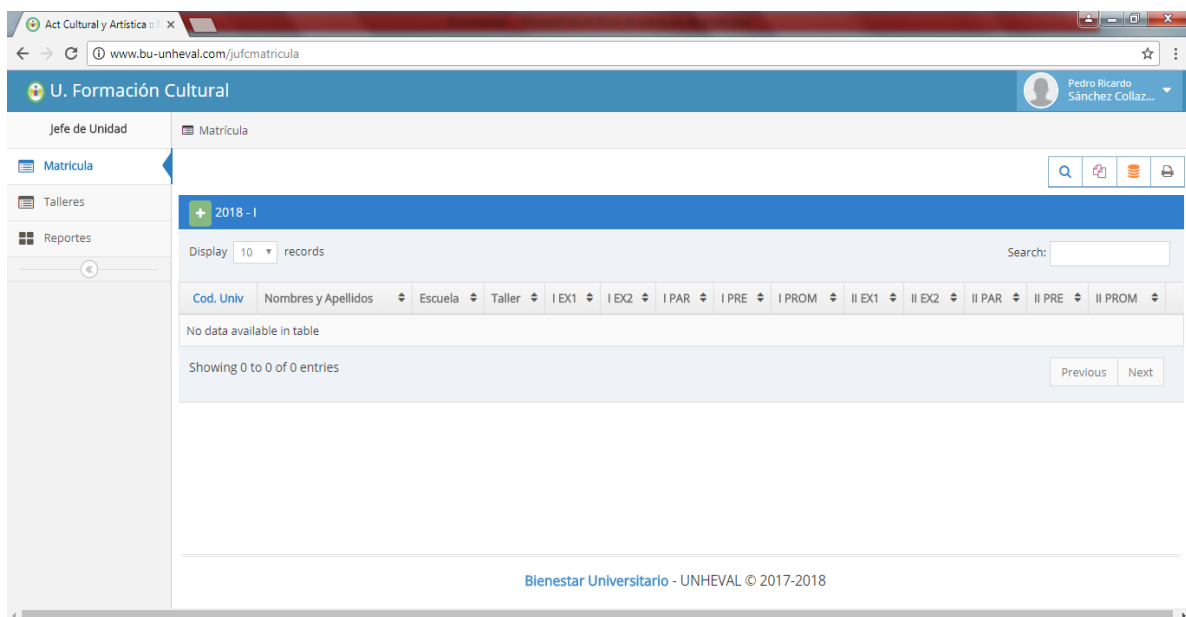 Act Cultural y Artística ::
www.bu-unheval.com/jufcmatricula
U. Formación Cultural
Pedro Ricardo
Sánchez Collaz...
Jefe de Unidad
Matrícula
Matricula
Talleres
Reportes
2018 - I
Display 10 records
Search:
Cod. Univ Nombres y Apellidos Escuela Taller I EX1 I EX2 I PAR I PRE I PROM II EX1 II EX2 II PAR II PRE II PROM
No data available in table
Showing 0 to 0 of 0 entries
Previous Next
Bienestar Universitario - UNHEVAL © 2017-2018